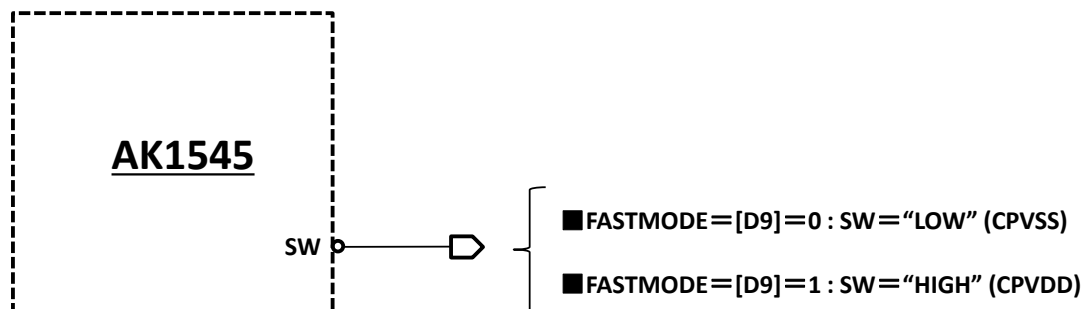 AK1545
SW
■FASTMODE=[D9]=0 : SW=“LOW” (CPVSS)
■FASTMODE=[D9]=1 : SW=“HIGH” (CPVDD)